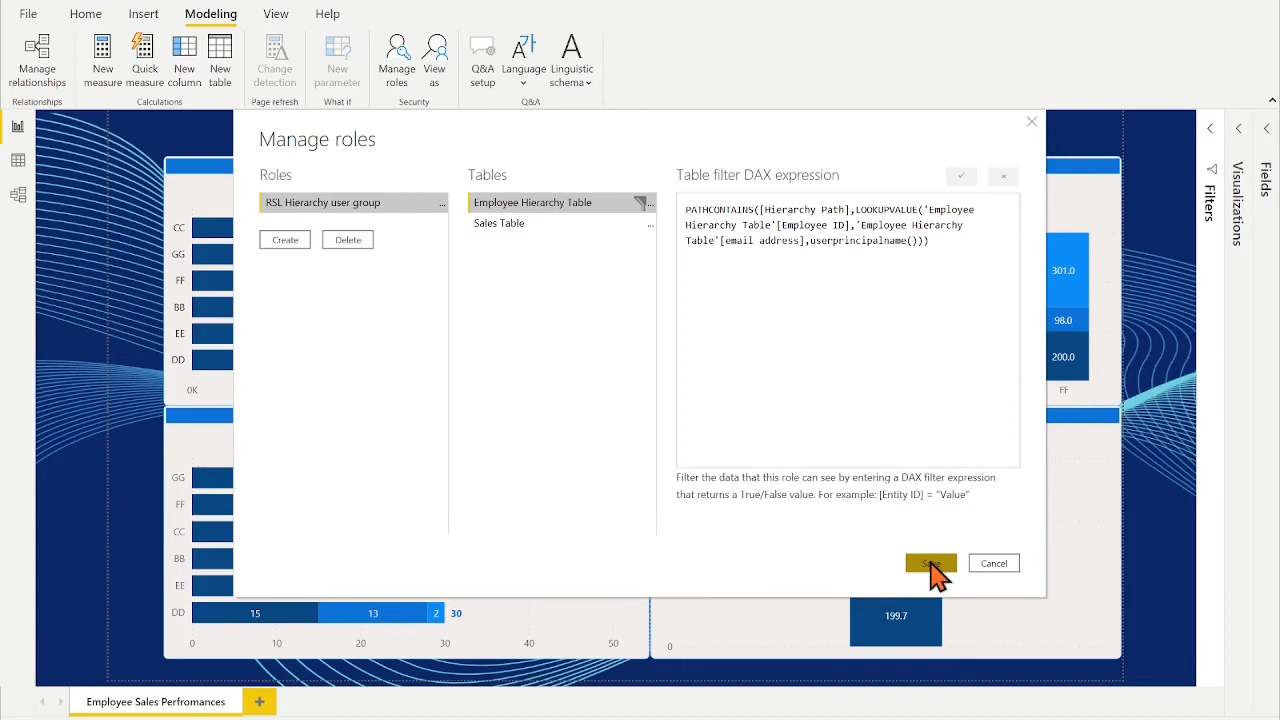 File Home Insert Modeling View Help
Manage relationships
New measure
Quick measure
New column
New table
Change detection
New parameter
Manage roles
View as
Q&A setup
Language
Linguistic schema
Relationships
Calculations
Page refresh
What if
Security
Q&A
Manage roles
Roles
Tables
Table filter DAX expression
RSL Hierarchy user group
...
Employee Hierarchy Table
...
Sales Table
...
Create
Delete
PATHCONTAINS([Hierarchy Path],LOOKUPVALUE('Employee
Hierarchy Table'[Employee ID],'Employee Hierarchy
Table'[email address],userprincipalname()))
Filter the data that this role can see by entering a DAX filter expression
that returns a True/False value. For example: [Entity ID] = "Value"
Save
Cancel
CC
GG
FF
BB
EE
DD
0K
301.0
98.0
200.0
FF
GG
FF
CC
BB
EE
DD
15
13
2
30
0
20
30
40
50
0
199.7
Filters
Visualizations
Fields
Employee Sales Perfromances